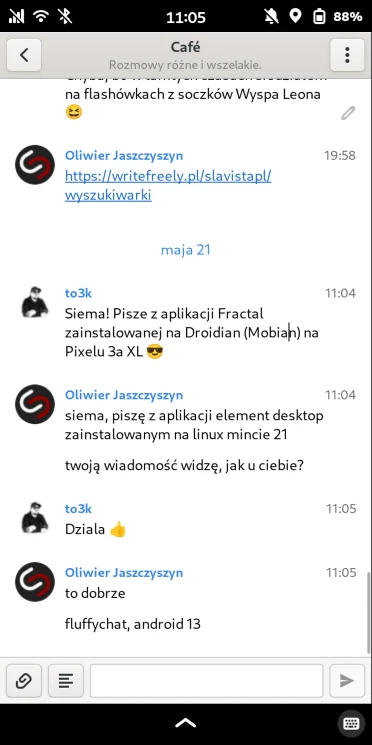 11:05
88%
Café
Rozmowy różne i wszelakie.
na flashówkach z soczków Wyspa Leona
😆
Oliwier Jaszczyszyn 19:58
https://writefreely.pl/slavistapl/
wyszukiwarki
maja 21
to3k 11:04
Siema! Pisze z aplikacji Fractal
zainstalowanej na Droidian (Mobian) na
Pixelu 3a XL 😎
Oliwier Jaszczyszyn 11:04
siema, piszę z aplikacji element desktop
zainstalowanym na linux mincie 21
twoją wiadomość widzę, jak u ciebie?
to3k 11:05
Dziala 👍
Oliwier Jaszczyszyn 11:05
to dobrze
fluffychat, android 13